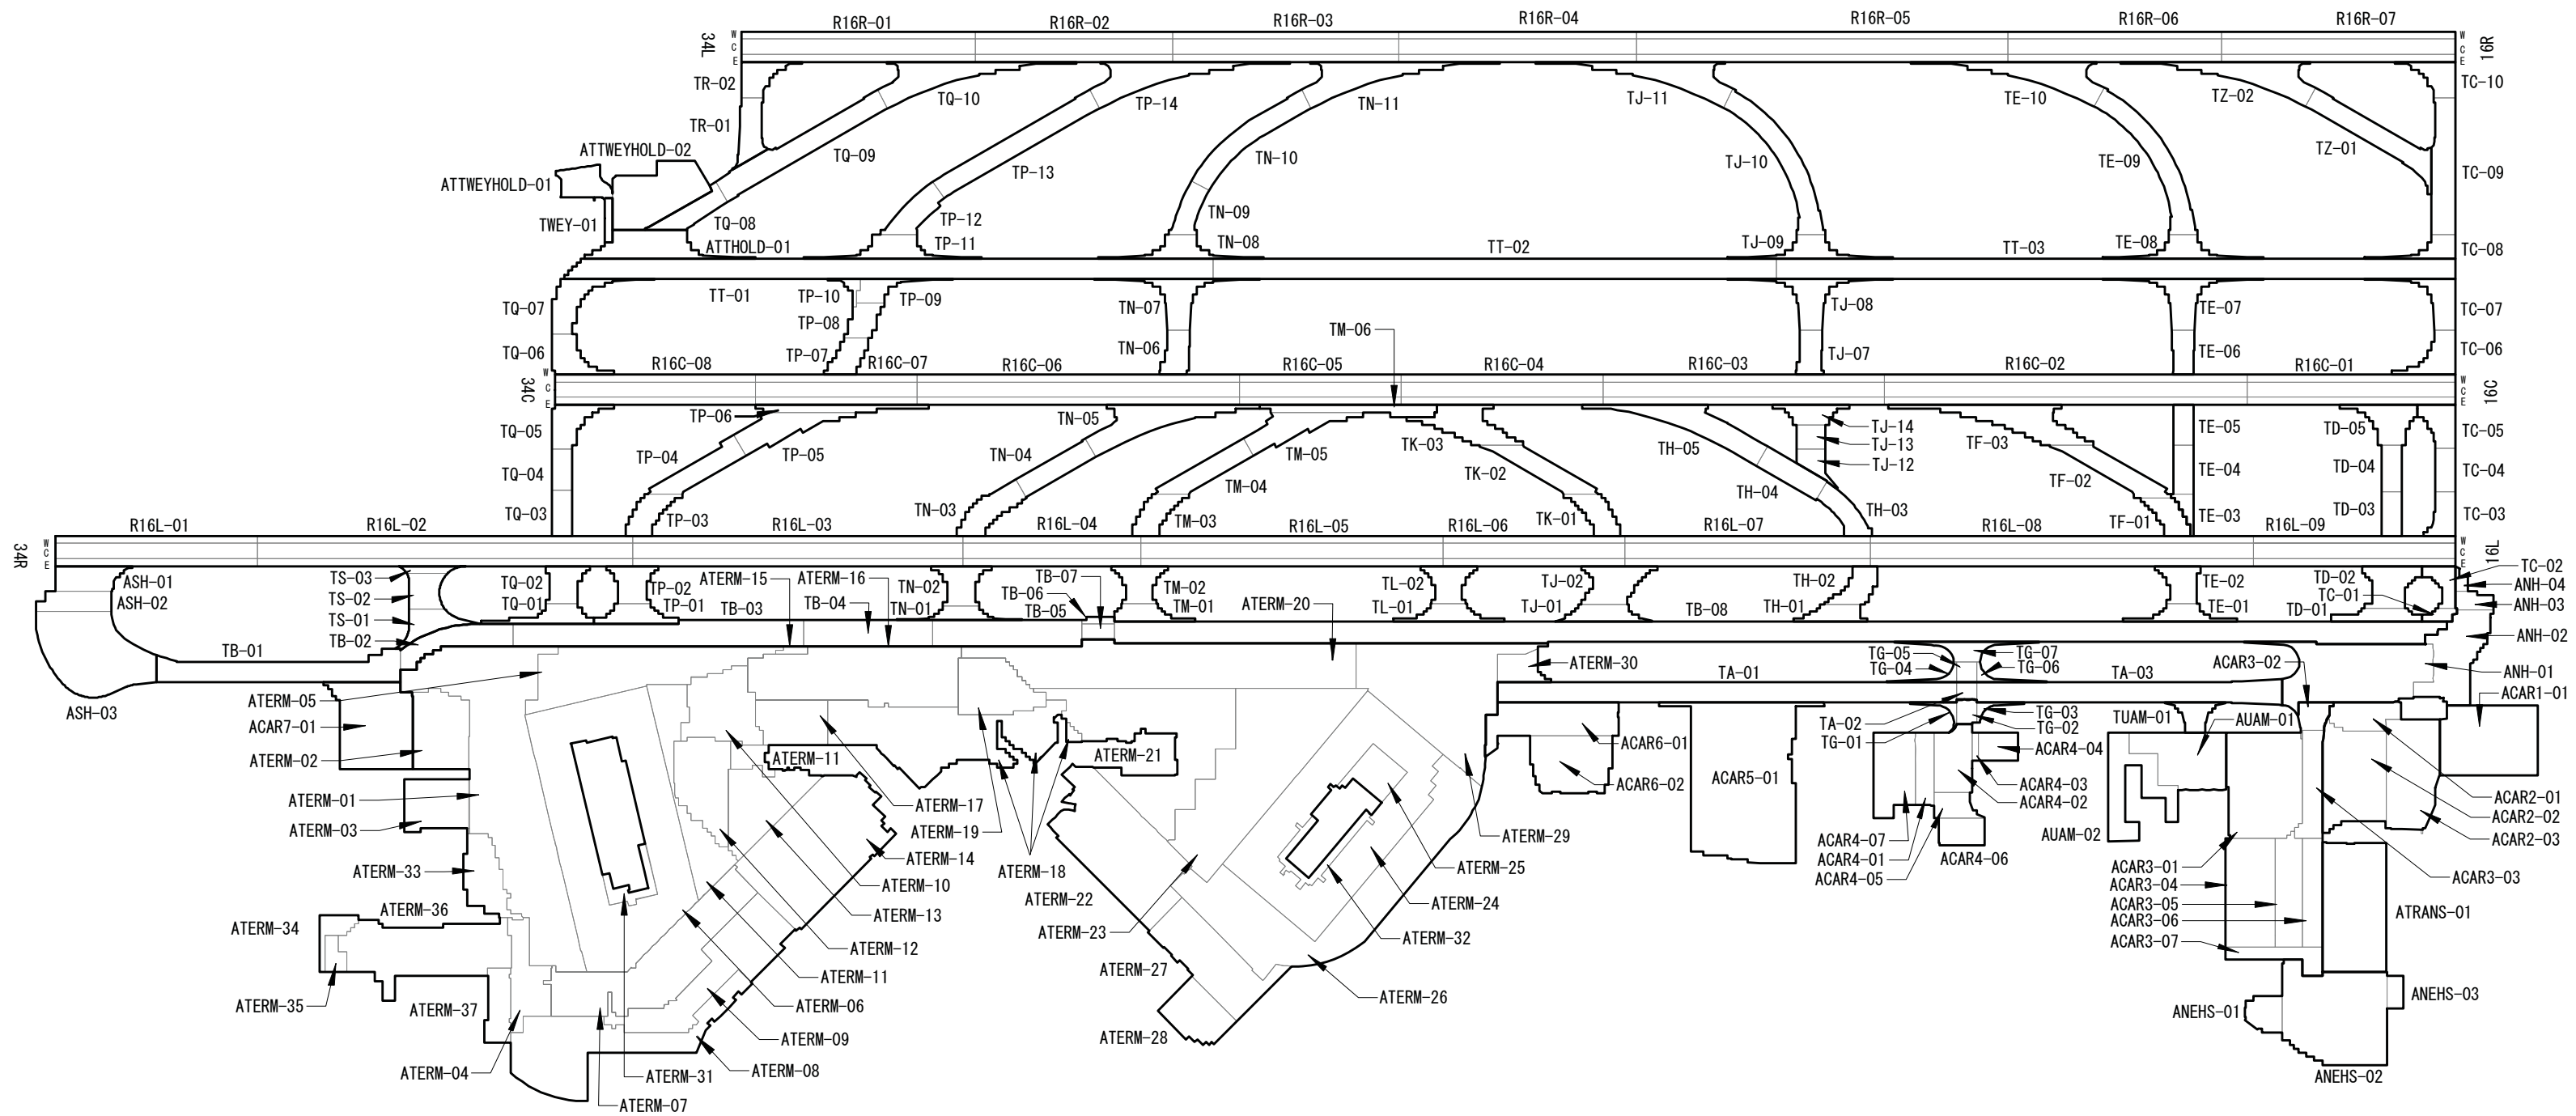 R16R-01
R16R-02
R16R-03
R16R-04
R16R-05
R16R-06
R16R-07
34L
W
C
E
W
C
E
16R
TR-02
TQ-10
TP-14
TN-11
TJ-11
TE-10
TZ-02
TC-10
TR-01
ATTWEYHOLD-02
TQ-09
TN-10
TJ-10
TE-09
TZ-01
TP-13
TC-09
ATTWEYHOLD-01
TWEY-01
TQ-08
TP-12
TN-09
ATTHOLD-01
TP-11
TN-08
TT-02
TJ-09
TT-03
TE-08
TC-08
TQ-07
TT-01
TP-10
TP-09
TN-07
TJ-08
TE-07
TC-07
TP-08
TM-06
TQ-06
TP-07
TN-06
TJ-07
TE-06
TC-06
R16C-08
R16C-07
R16C-06
R16C-05
R16C-04
R16C-03
R16C-02
R16C-01
34C
W
C
E
W
C
E
16C
TP-06
TN-05
TJ-14
TQ-05
TK-03
TJ-13
TF-03
TE-05
TD-05
TC-05
TP-04
TP-05
TN-04
TM-05
TH-05
TJ-12
TQ-04
TM-04
TK-02
TH-04
TF-02
TE-04
TD-04
TC-04
TQ-03
TP-03
TN-03
TM-03
TK-01
TH-03
TF-01
TE-03
TD-03
TC-03
R16L-01
R16L-02
R16L-03
R16L-04
R16L-05
R16L-06
R16L-07
R16L-08
R16L-09
34R
W
C
E
W
C
E
16L
ASH-01
TS-03
TQ-02
TP-02
ATERM-15
ATERM-16
TN-02
TB-07
TM-02
TL-02
TJ-02
TH-02
TE-02
TD-02
TC-02
ASH-02
TS-02
TB-06
TC-01
ANH-04
TQ-01
TP-01
TB-03
TB-04
TN-01
TB-05
TM-01
ATERM-20
TL-01
TJ-01
TB-08
TH-01
TE-01
TD-01
ANH-03
TS-01
TB-02
ANH-02
TB-01
ATERM-30
TG-05
TG-07
ACAR3-02
TG-04
TG-06
TA-01
TA-03
ANH-01
ATERM-05
ACAR1-01
ASH-03
ACAR7-01
TA-02
TG-03
TUAM-01
AUAM-01
TG-01
TG-02
ATERM-02
ATERM-11
ATERM-21
ACAR6-01
ACAR4-04
ACAR5-01
ACAR6-02
ACAR4-03
ATERM-01
ATERM-17
ACAR4-02
ACAR2-01
ACAR2-02
ATERM-03
ATERM-19
ATERM-29
ACAR4-07
AUAM-02
ACAR2-03
ATERM-14
ACAR4-01
ACAR4-06
ATERM-33
ATERM-18
ATERM-25
ACAR4-05
ACAR3-01
ACAR3-03
ATERM-10
ACAR3-04
ATERM-22
ATERM-24
ACAR3-05
ATERM-36
ATERM-13
ATRANS-01
ATERM-34
ATERM-23
ATERM-32
ACAR3-06
ATERM-12
ACAR3-07
ATERM-11
ATERM-27
ATERM-35
ATERM-37
ATERM-06
ATERM-26
ANEHS-03
ANEHS-01
ATERM-09
ATERM-28
ATERM-04
ATERM-31
ATERM-08
ANEHS-02
ATERM-07